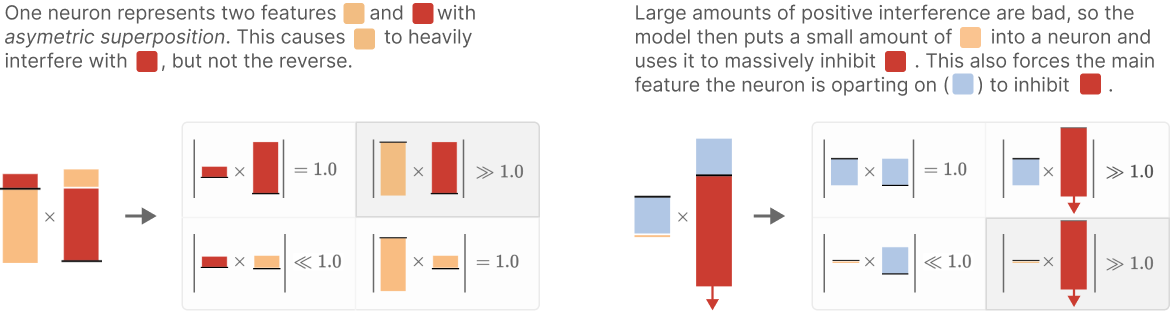 One neuron represents two features and with
asymetric superposition. This causes to heavily
interfere with , but not the reverse.
× → | × | = 1.0 | × | ≫ 1.0
| × | ≪ 1.0 | × | = 1.0
Large amounts of positive interference are bad, so the
model then puts a small amount of into a neuron and
uses it to massively inhibit . This also forces the main
feature the neuron is oparting on ( ) to inhibit .
× → | × | = 1.0 | × | ≫ 1.0
| × | ≪ 1.0 | × | ≫ 1.0